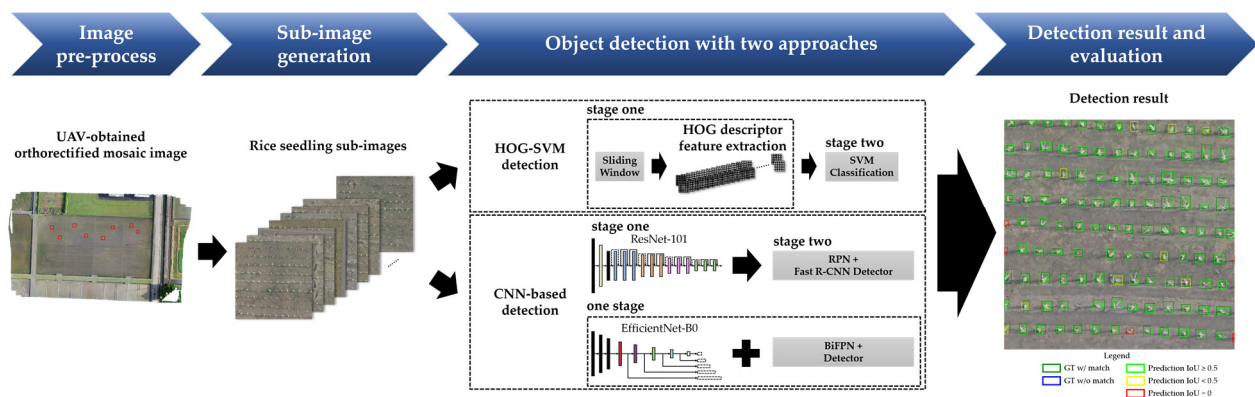 Image
pre-process
Sub-image
generation
Object detection with two approaches
Detection result and
evaluation
UAV-obtained
orthorectified mosaic image
Rice seedling sub-images
HOG-SVM
detection
stage one
Sliding
Window
HOG descriptor
feature extraction
stage two
SVM
Classification
CNN-based
detection
stage one
ResNet-101
stage two
RPN +
Fast R-CNN Detector
one stage
EfficientNet-B0
BiFPN +
Detector
Detection result
Legend
GT w/ match
GT w/o match
Prediction IoU ≥ 0.5
Prediction IoU < 0.5
Prediction IoU = 0